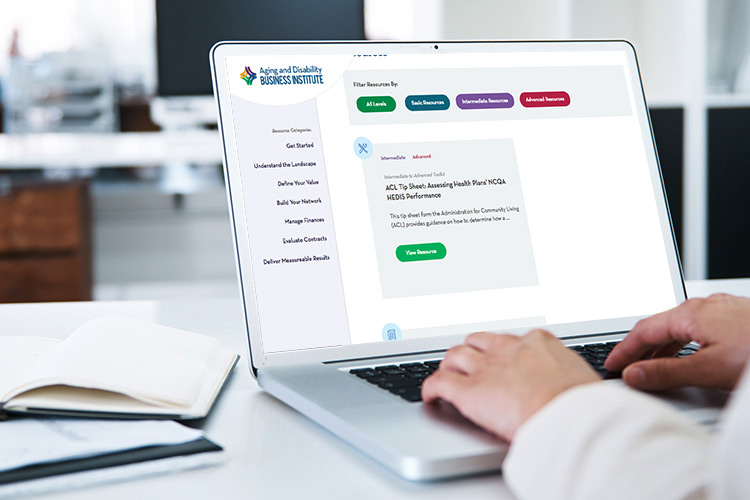 Aging and Disability
BUSINESS INSTITUTE
Filter Resources By:
All Levels
Basic Resources
Intermediate Resources
Advanced Resources
Resource Categories
Get Started
Understand the Landscape
Define Your Value
Build Your Network
Manage Finances
Evaluate Contracts
Deliver Measureable Results
Intermediate
Advanced
Intermediate to Advanced Toolkit
ACL Tip Sheet: Assessing Health Plans' NCQA
HEDIS Performance
This tip sheet form the Administration for Community Living
(ACL) provides guidance on how to determine how a ...
View Resource